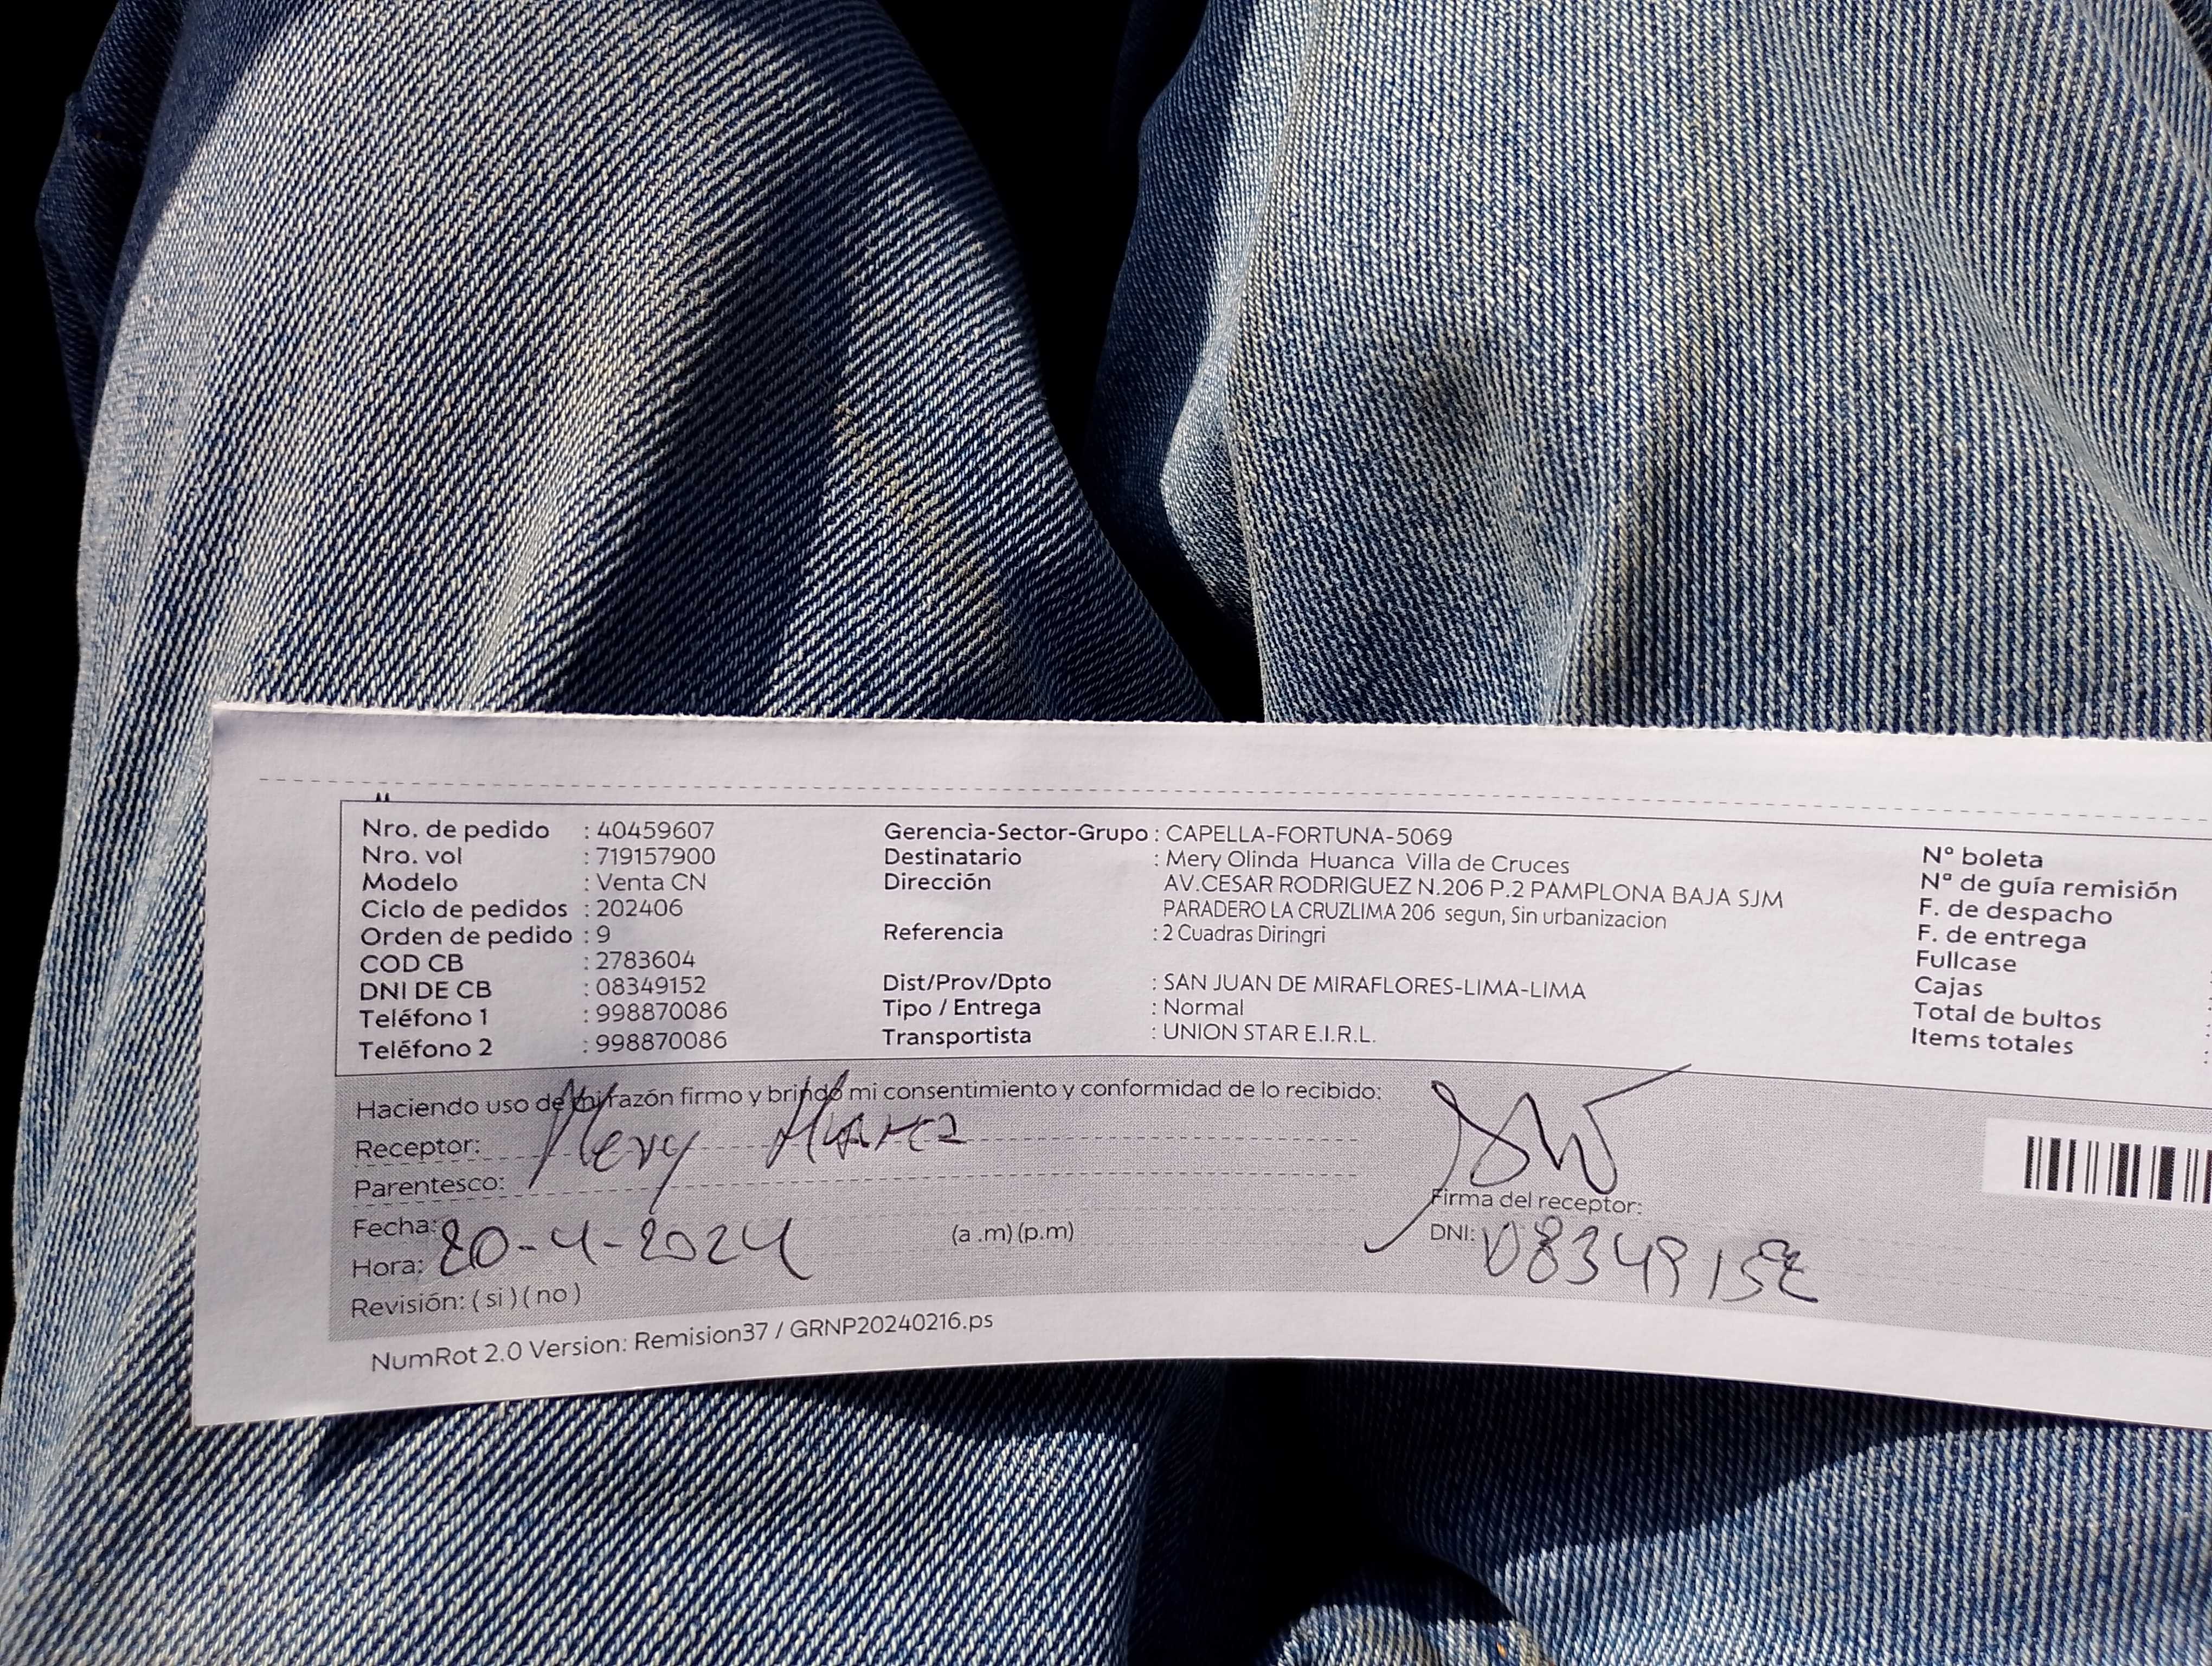 Nro. de pedido : 40459607
Nro. vol : 719157900
Modelo : Venta CN
Ciclo de pedidos : 202406
Orden de pedido : 9
COD CB : 2783604
DNI DE CB : 08349152
Teléfono 1 : 998870086
Teléfono 2 : 998870086
Gerencia-Sector-Grupo : CAPELLA-FORTUNA-5069
Destinatario : Mery Olinda Huanca Villa de Cruces
Dirección AV.CESAR RODRIGUEZ N.206 P.2 PAMPLONA BAJA SJM
PARADERO LA CRUZLIMA 206 segun, Sin urbanizacion
Referencia : 2 Cuadras Diringri
Dist/Prov/Dpto : SAN JUAN DE MIRAFLORES-LIMA-LIMA
Tipo / Entrega : Normal
Transportista : UNION STAR E.I.R.L.
N° boleta
N° de guía remisión
F. de despacho
F. de entrega
Fullcase
Cajas
Total de bultos
Items totales
Haciendo uso de mi razón firmo y brindo mi consentimiento y conformidad de lo recibido:
Receptor: Mery
Parentesco:
Fecha: 20-4-2024
Hora: (a .m) (p.m)
Revisión: ( si ) ( no )
Firma del receptor:
DNI: 08349152
NumRot 2.0 Version: Remision37 / GRNP20240216.ps